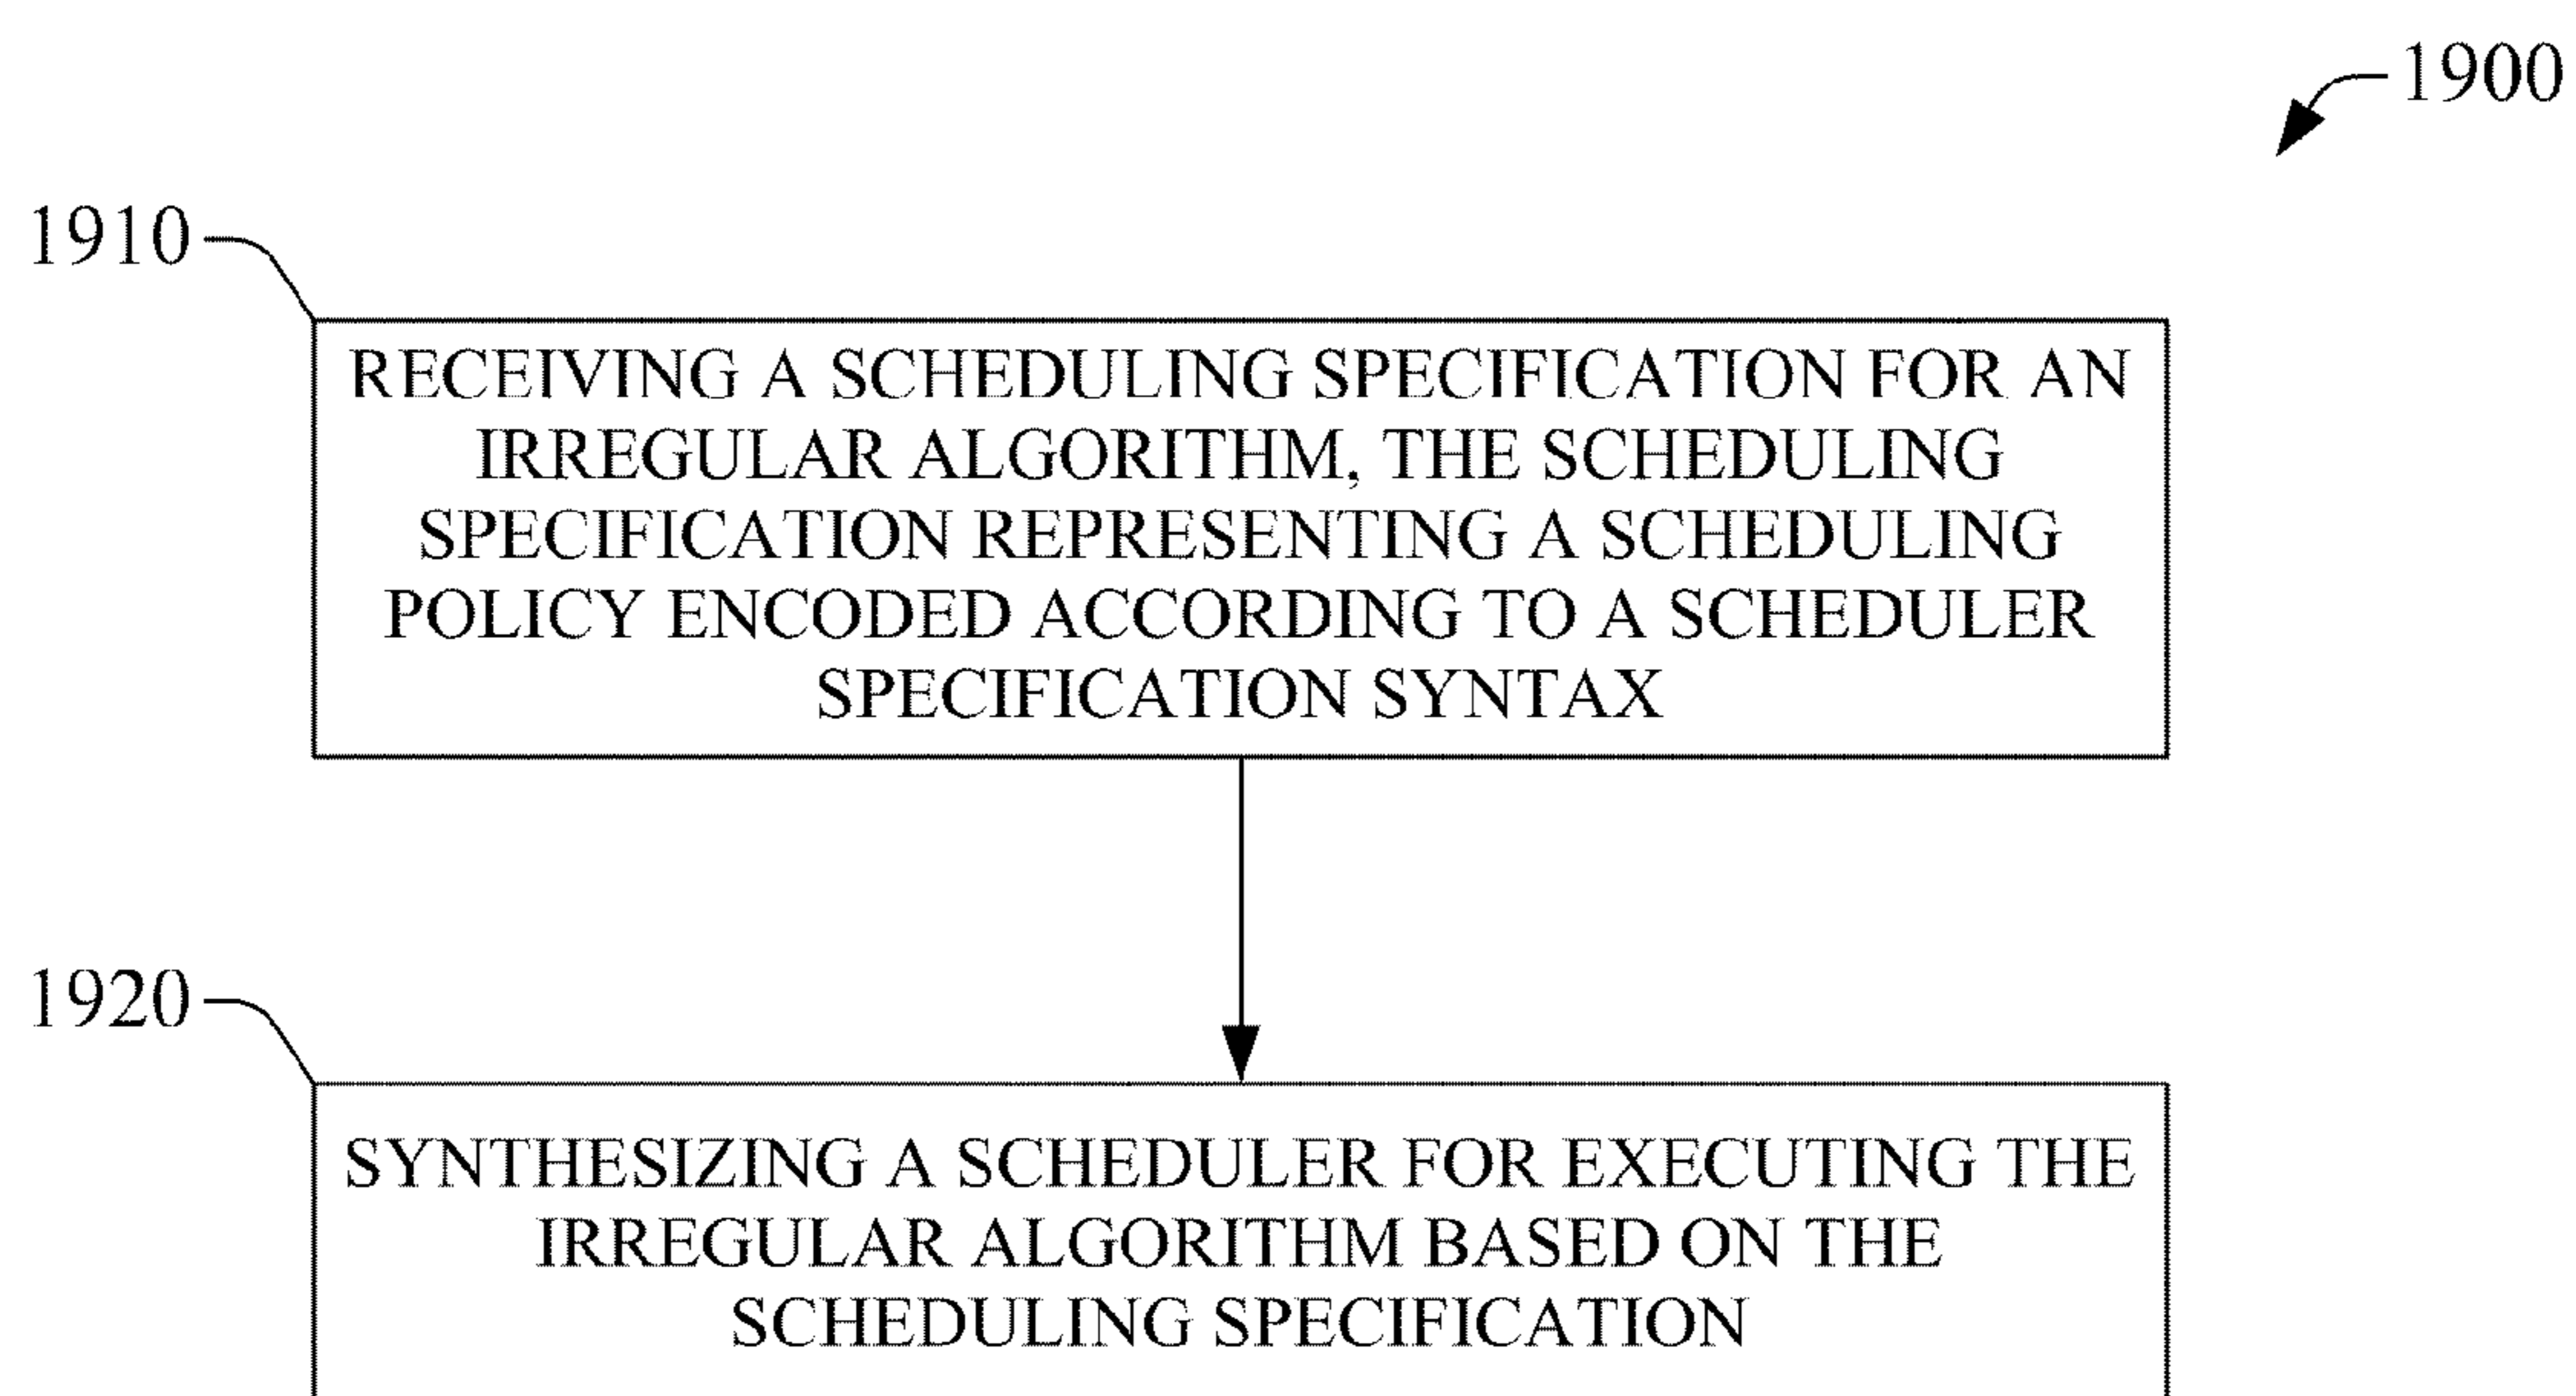 1900
1910
RECEIVING A SCHEDULING SPECIFICATION FOR AN
IRREGULAR ALGORITHM, THE SCHEDULING
SPECIFICATION REPRESENTING A SCHEDULING
POLICY ENCODED ACCORDING TO A SCHEDULER
SPECIFICATION SYNTAX
1920
SYNTHESIZING A SCHEDULER FOR EXECUTING THE
IRREGULAR ALGORITHM BASED ON THE
SCHEDULING SPECIFICATION